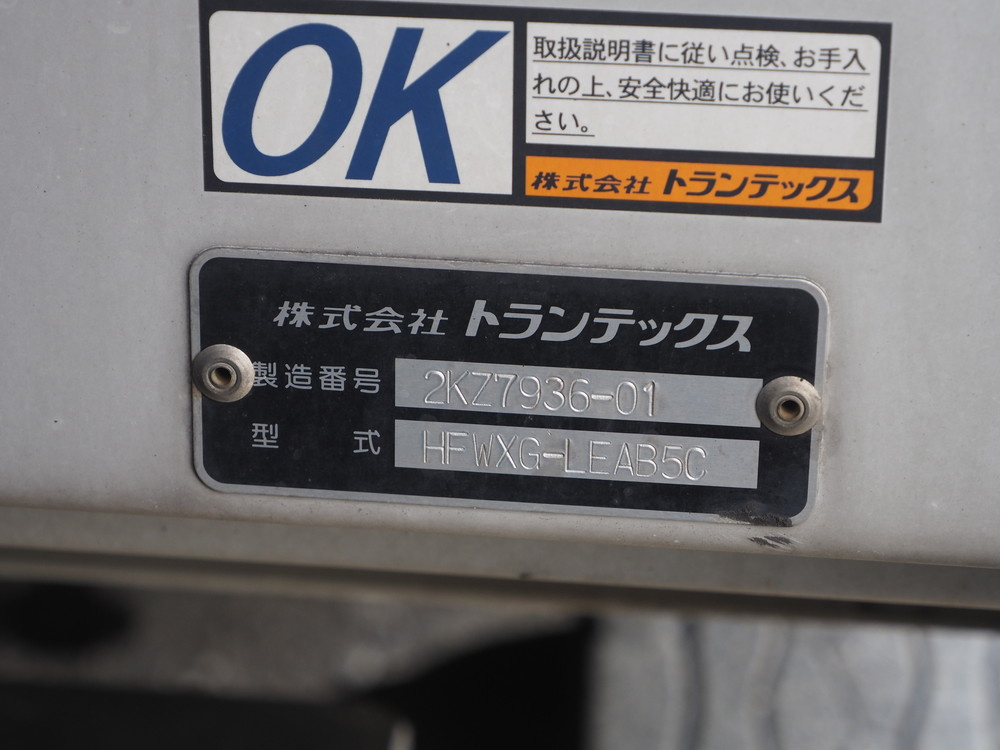 OK
取扱説明書に従い点検、お手入
れの上、安全快適にお使いくだ
さい。
株式会社 トランテックス
株式会社 トランテックス
製造番号 2KZ7936-01
型 式 HFWXG-LEAB5C